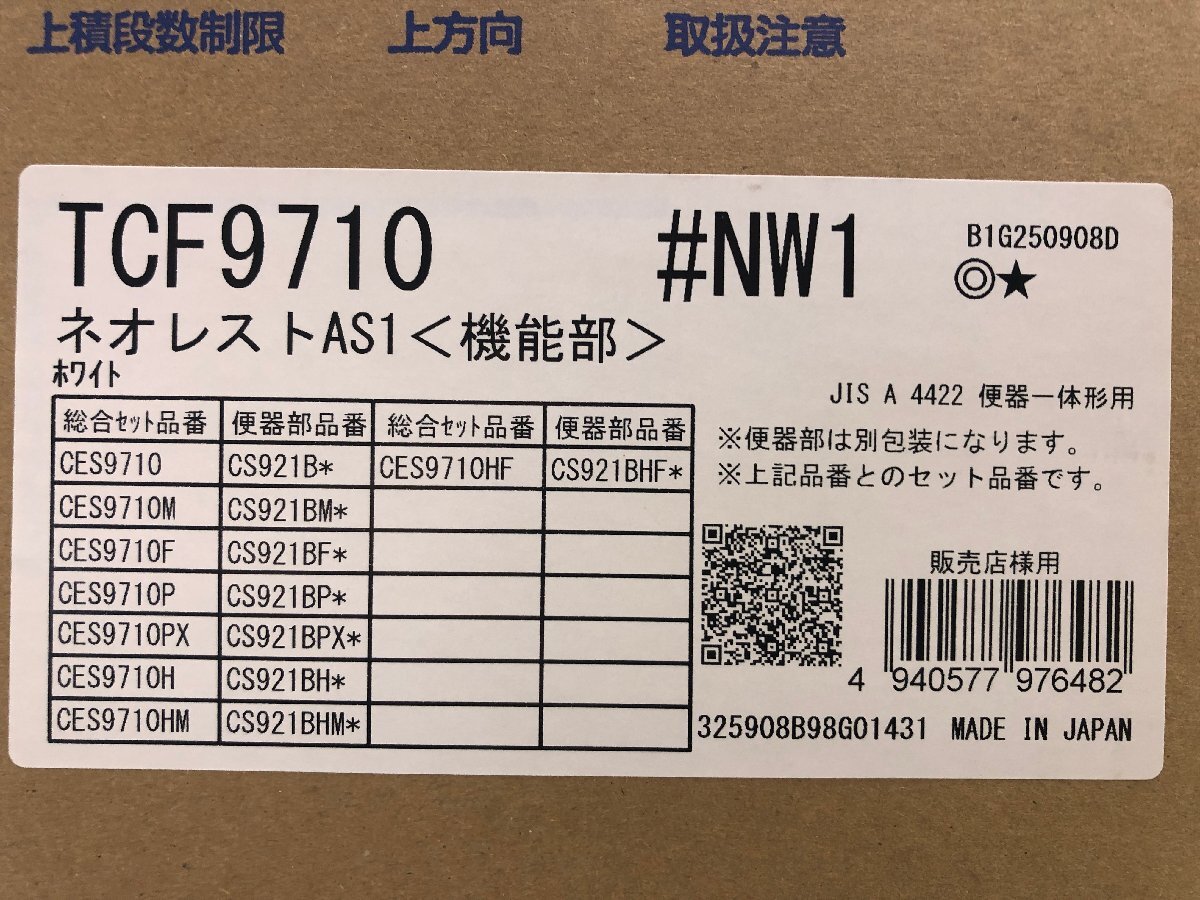 上積段数制限 上方向 取扱注意
TCF9710 #NW1 B1G250908D
◎★
ネオレストAS1＜機能部＞
ホワイト
JIS A 4422 便器一体形用
※便器部は別包装になります。
※上記品番とのセット品番です。
総合セット品番 便器部品番 総合セット品番 便器部品番
CES9710 CS921B* CES9710HF CS921BHF*
CES9710M CS921BM*
CES9710F CS921BF*
CES9710P CS921BP*
CES9710PX CS921BPX*
CES9710H CS921BH*
CES9710HM CS921BHM*
販売店様用
4 940577 976482
325908B98G01431 MADE IN JAPAN